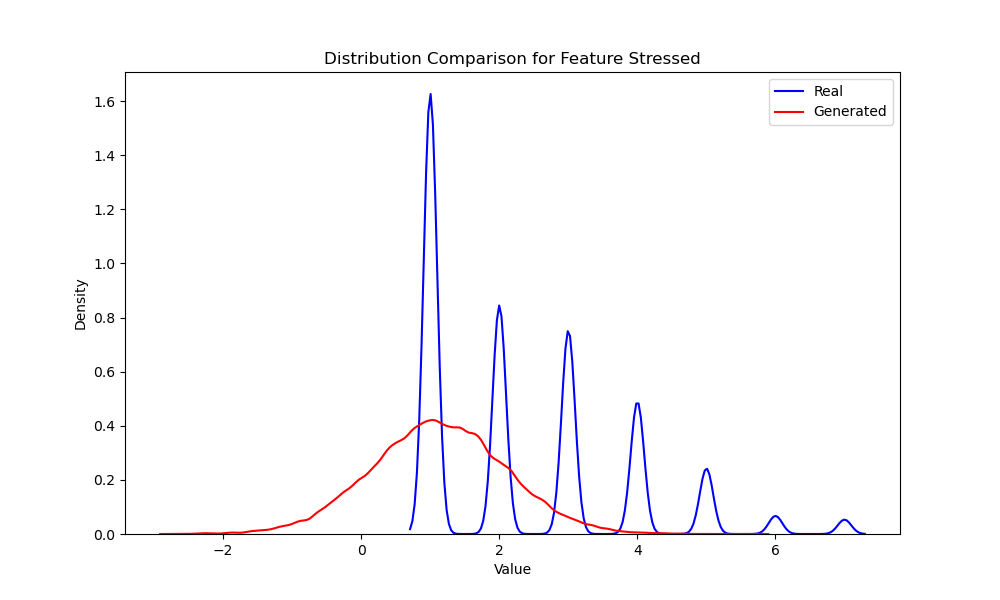 Distribution Comparison for Feature Stressed
Real
Generated
Density
1.6
1.4
1.2
1.0
0.8
0.6
0.4
0.2
0.0
−2
0
2
4
6
Value